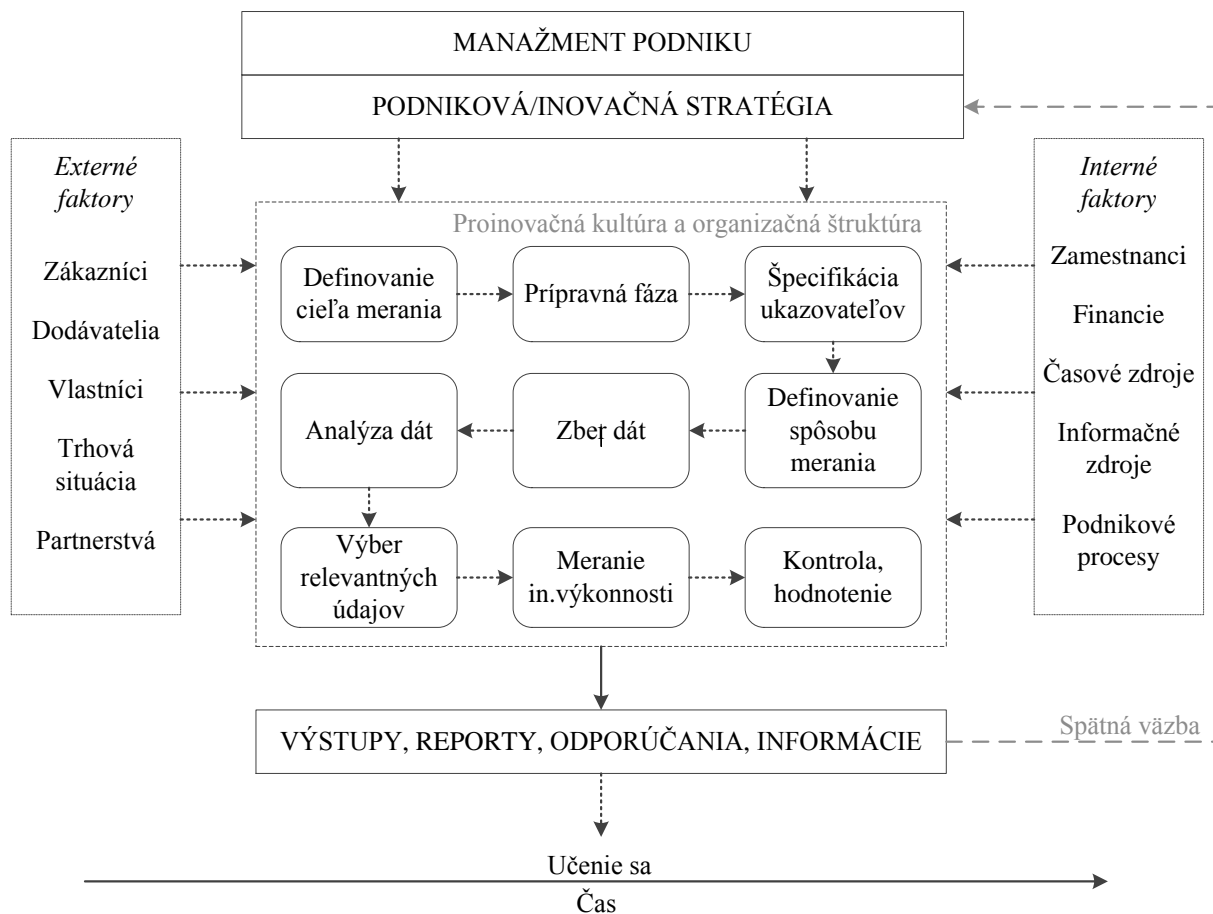 MANAŽMENT PODNIKU
PODNIKOVÁ/INOVAČNÁ STRATÉGIA
Externé
faktory
Zákazníci
Dodávatelia
Vlastníci
Trhová
situácia
Partnerstvá
Proinovačná kultúra a organizačná štruktúra
Definovanie
cieľa merania
Prípravná fáza
Špecifikácia
ukazovateľov
Analýza dát
Zber dát
Definovanie
spôsobu
merania
Výber
relevantných
údajov
Meranie
in.výkonnosti
Kontrola,
hodnotenie
Interné
faktory
Zamestnanci
Financie
Časové zdroje
Informačné
zdroje
Podnikové
procesy
VÝSTUPY, REPORTY, ODPORÚČANIA, INFORMÁCIE
Spätná väzba
Učenie sa
Čas